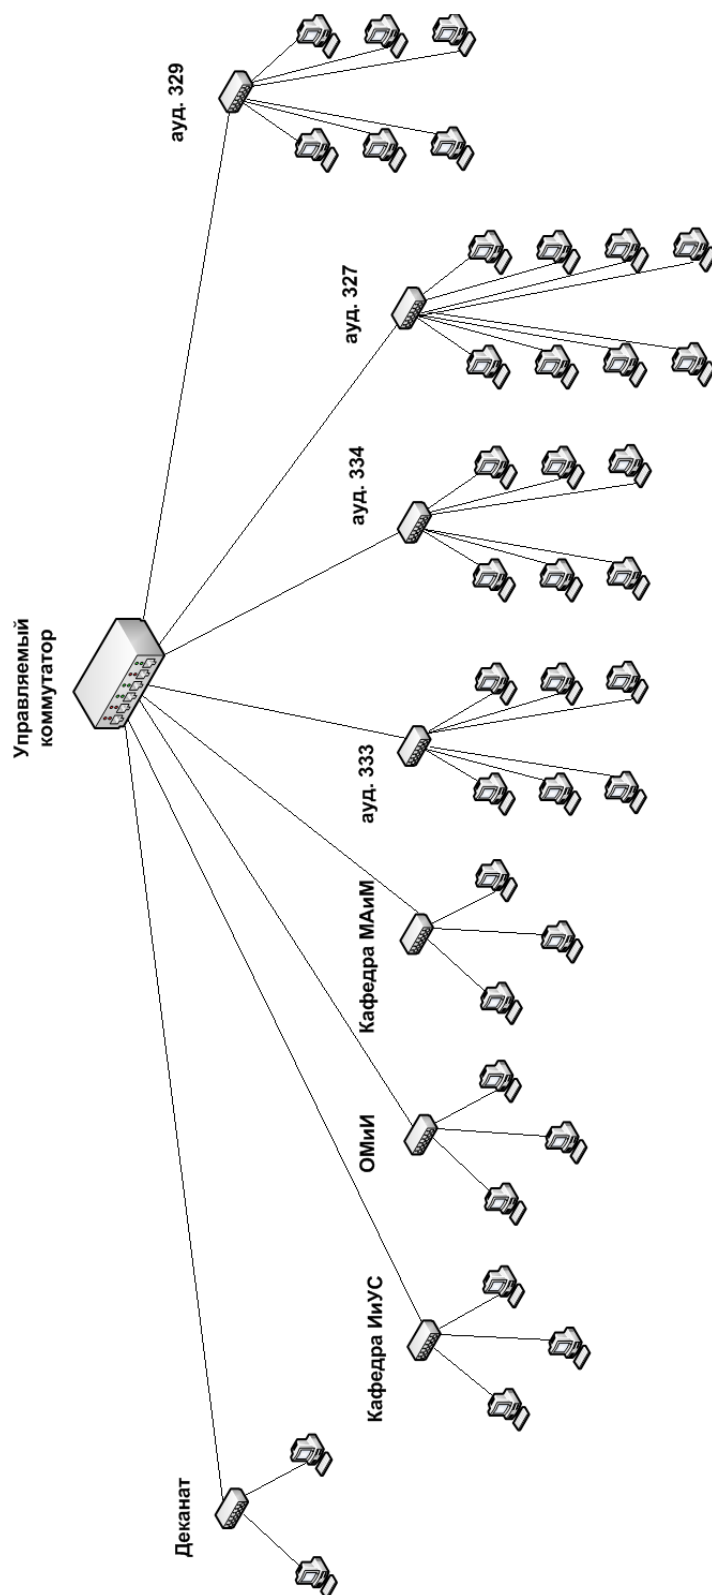 Управляемый
коммутатор
Деканат
Кафедра ИиУС
ОМиИ
Кафедра МАиМ
ауд. 333
ауд. 334
ауд. 327
ауд. 329